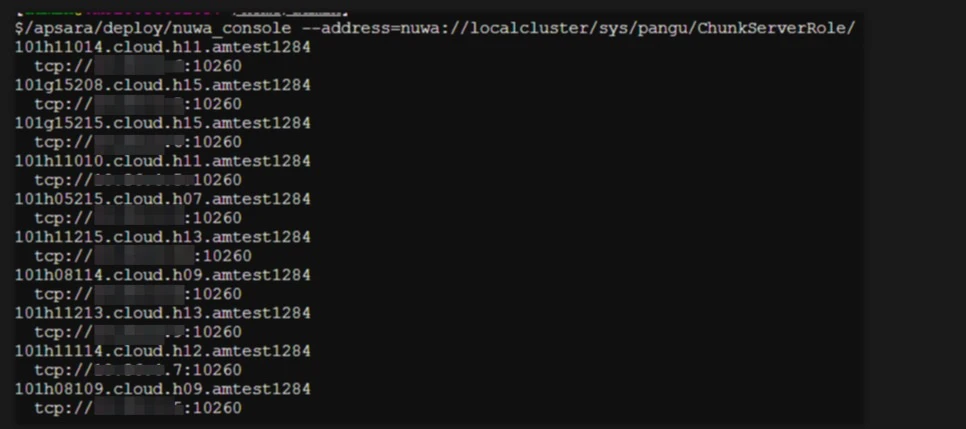 $/apsara/deploy/nuwa_console --address=nuwa://localcluster/sys/pangu/ChunkServerRole/
101h11014.cloud.h11.amtest1284
tcp:// :10260
101g15208.cloud.h15.amtest1284
tcp:// :10260
101g15215.cloud.h15.amtest1284
tcp:// :10260
101h11010.cloud.h11.amtest1284
tcp:// 10260
101h05215.cloud.h07.amtest1284
tcp:// :10260
101h11215.cloud.h13.amtest1284
tcp:// :10260
101h08114.cloud.h09.amtest1284
tcp:// :10260
101h11213.cloud.h13.amtest1284
tcp:// :10260
101h11114.cloud.h12.amtest1284
tcp:// .7:10260
101h08109.cloud.h09.amtest1284
tcp:// :10260